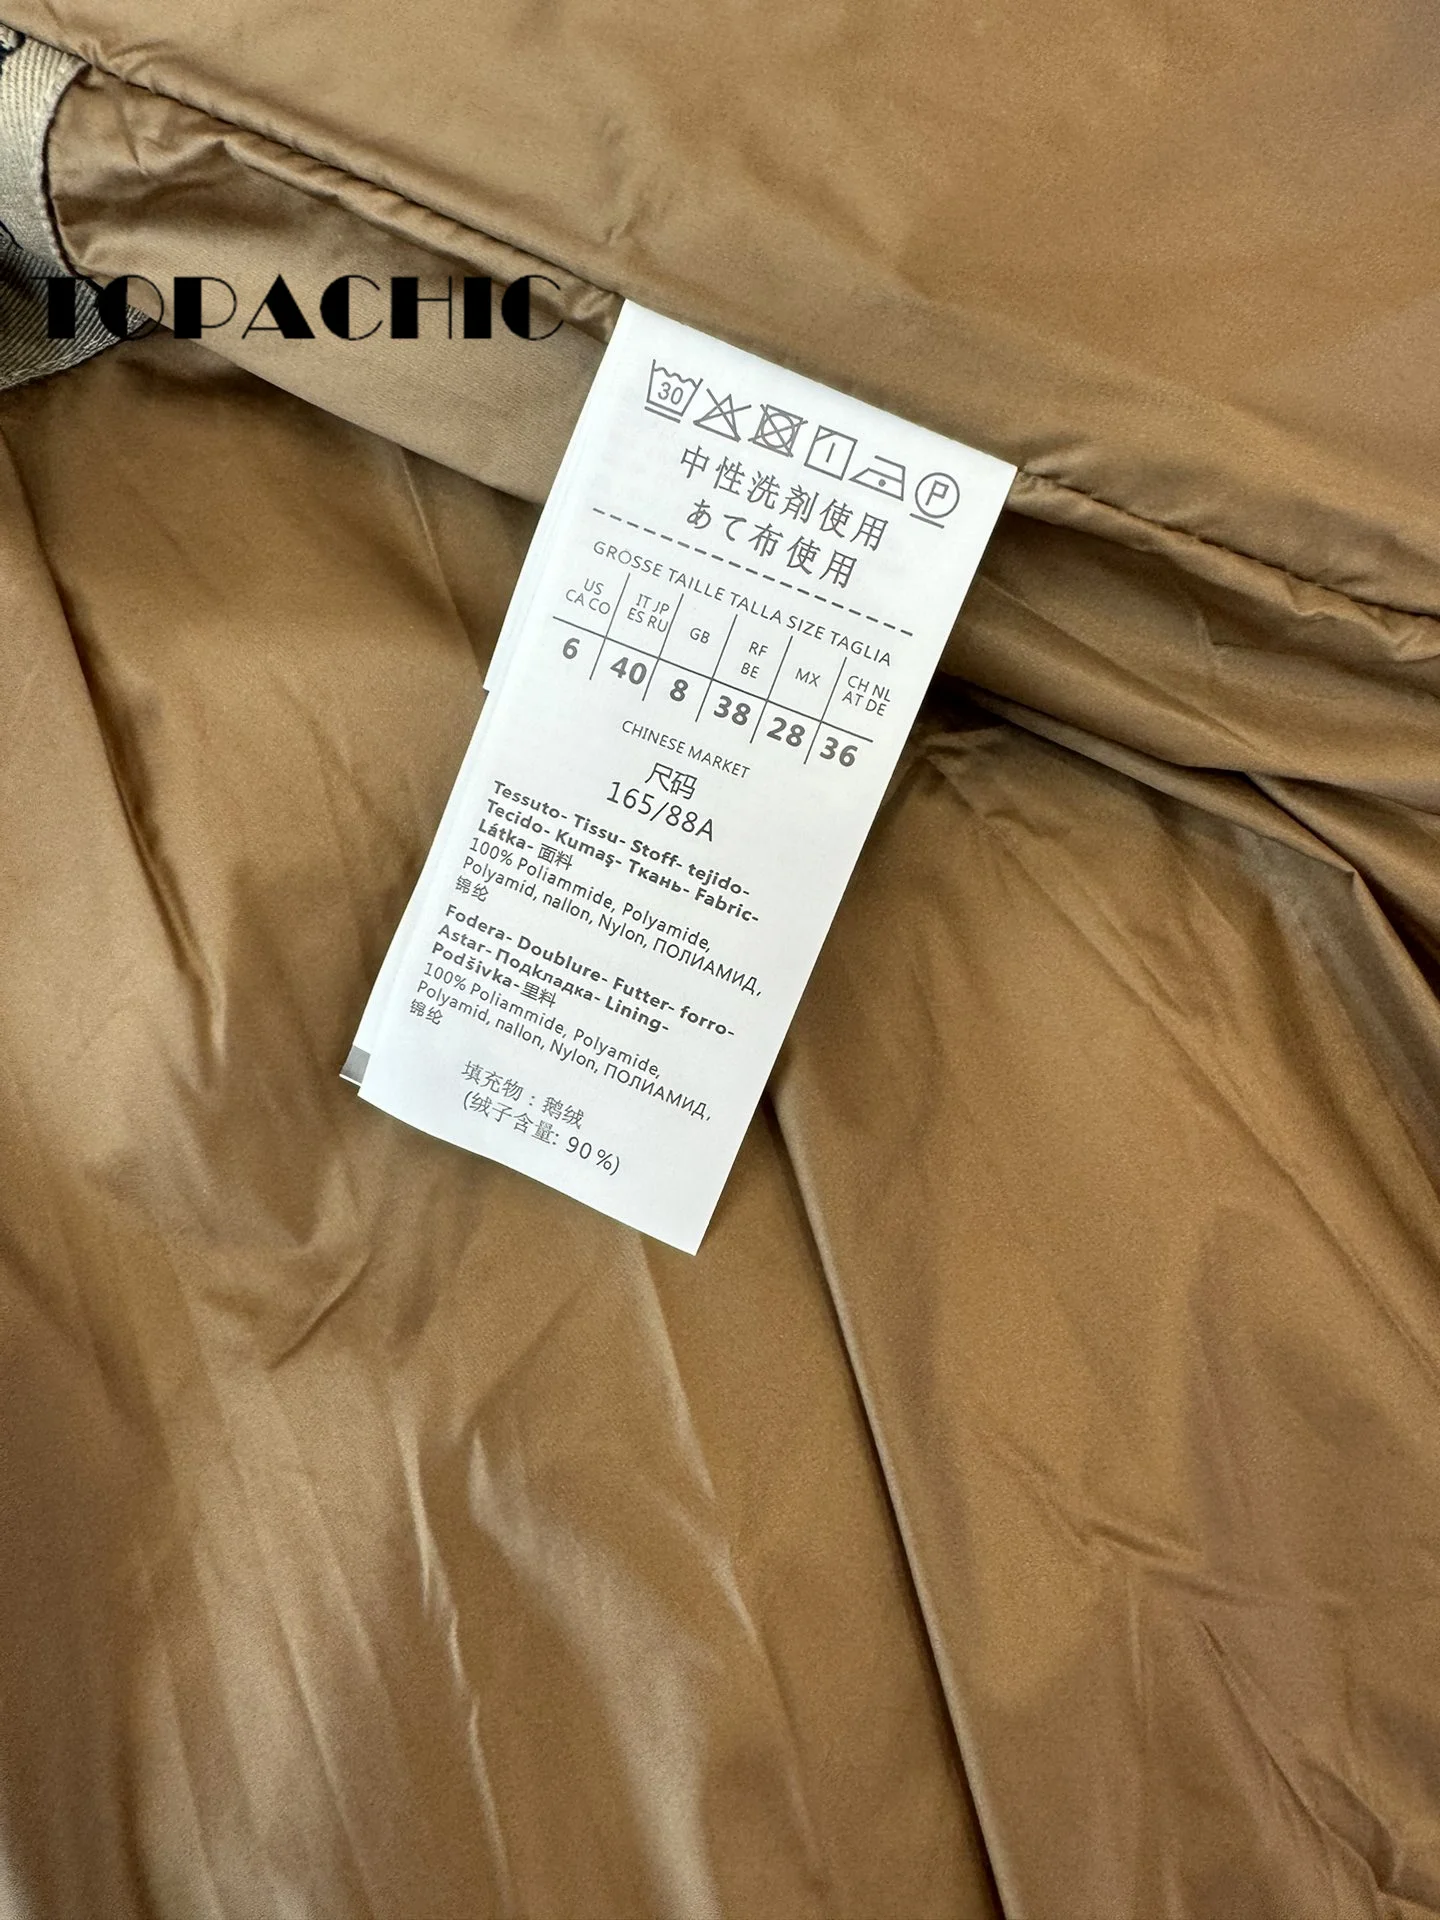 TOPACHIC
30
P
中性洗剤使用
あて布使用
GROSSE TAILLE TALLA SIZE TAGLIA
US CA CO IT JP ES RU GB RF BE MX CH NL AT DE
6 40 8 38 28 36
CHINESE MARKET
尺码
165/88A
Tessuto- Tissu- Stoff- tejido-
Tecido- Kumaş- Ткань- Fabric-
Látka- 面料
100% Poliammide, Polyamide,
Polyamid, nallon, Nylon, ПОЛИАМИД,
锦纶
Fodera- Doublure- Futter- forro-
Astar- Подкладка- Lining-
Podšivka-里料
100% Poliammide, Polyamide,
Polyamid, nallon, Nylon, ПОЛИАМИД,
锦纶
填充物：鹅绒
(绒子含量: 90%)